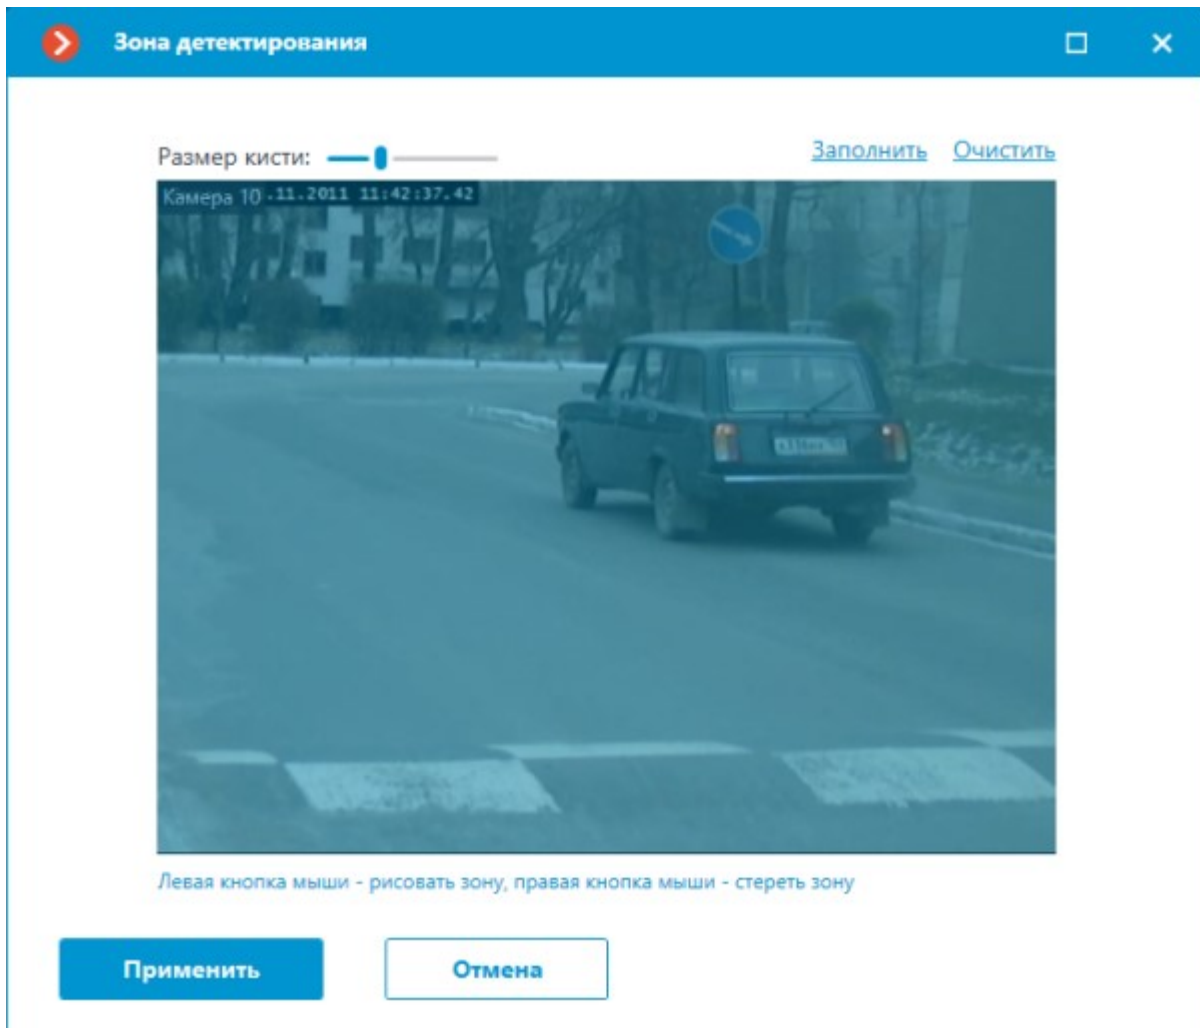 Зона детектирования
Размер кисти:
Заполнить Очистить
Камера 10 .11.2011 11:42:37.42
Левая кнопка мыши - рисовать зону, правая кнопка мыши - стереть зону
Применить Отмена